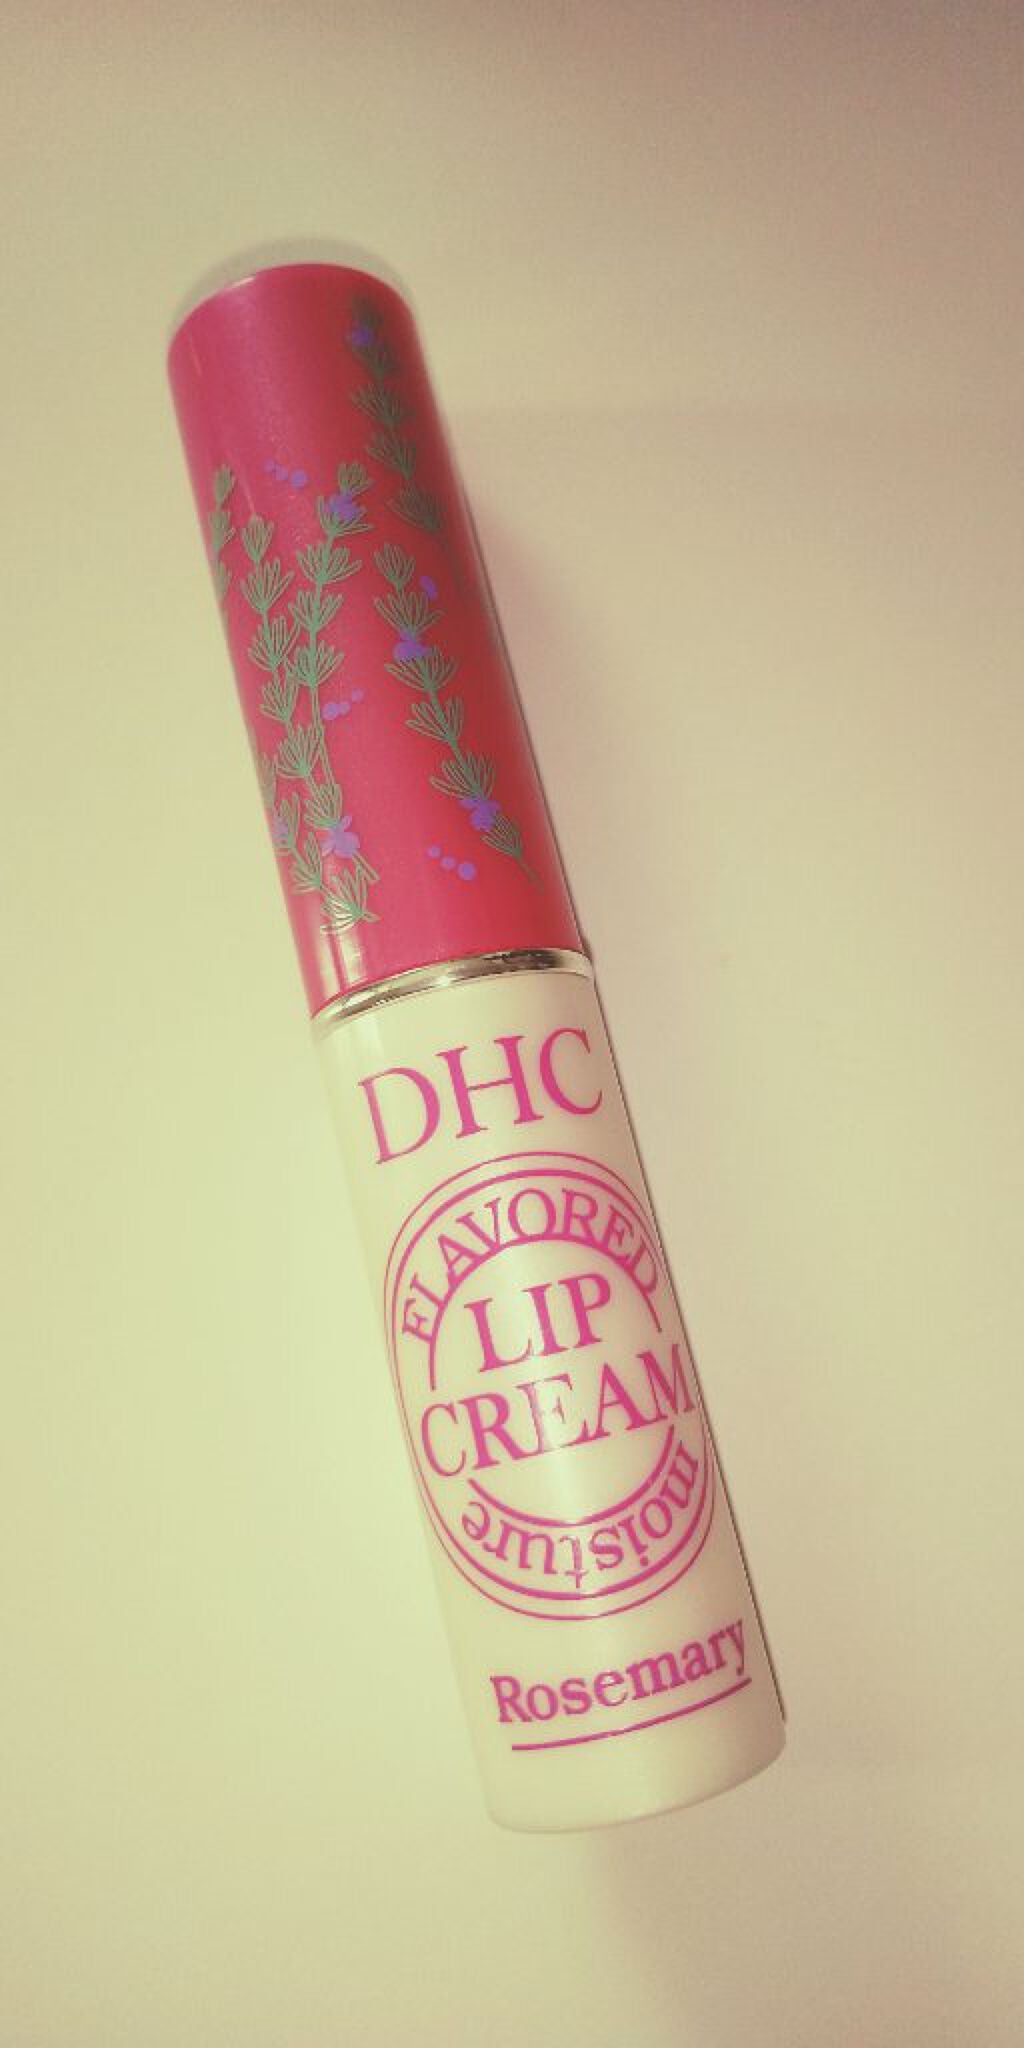 DHC
FLAVORED
LIP
CREAM
moisture
Rosemary